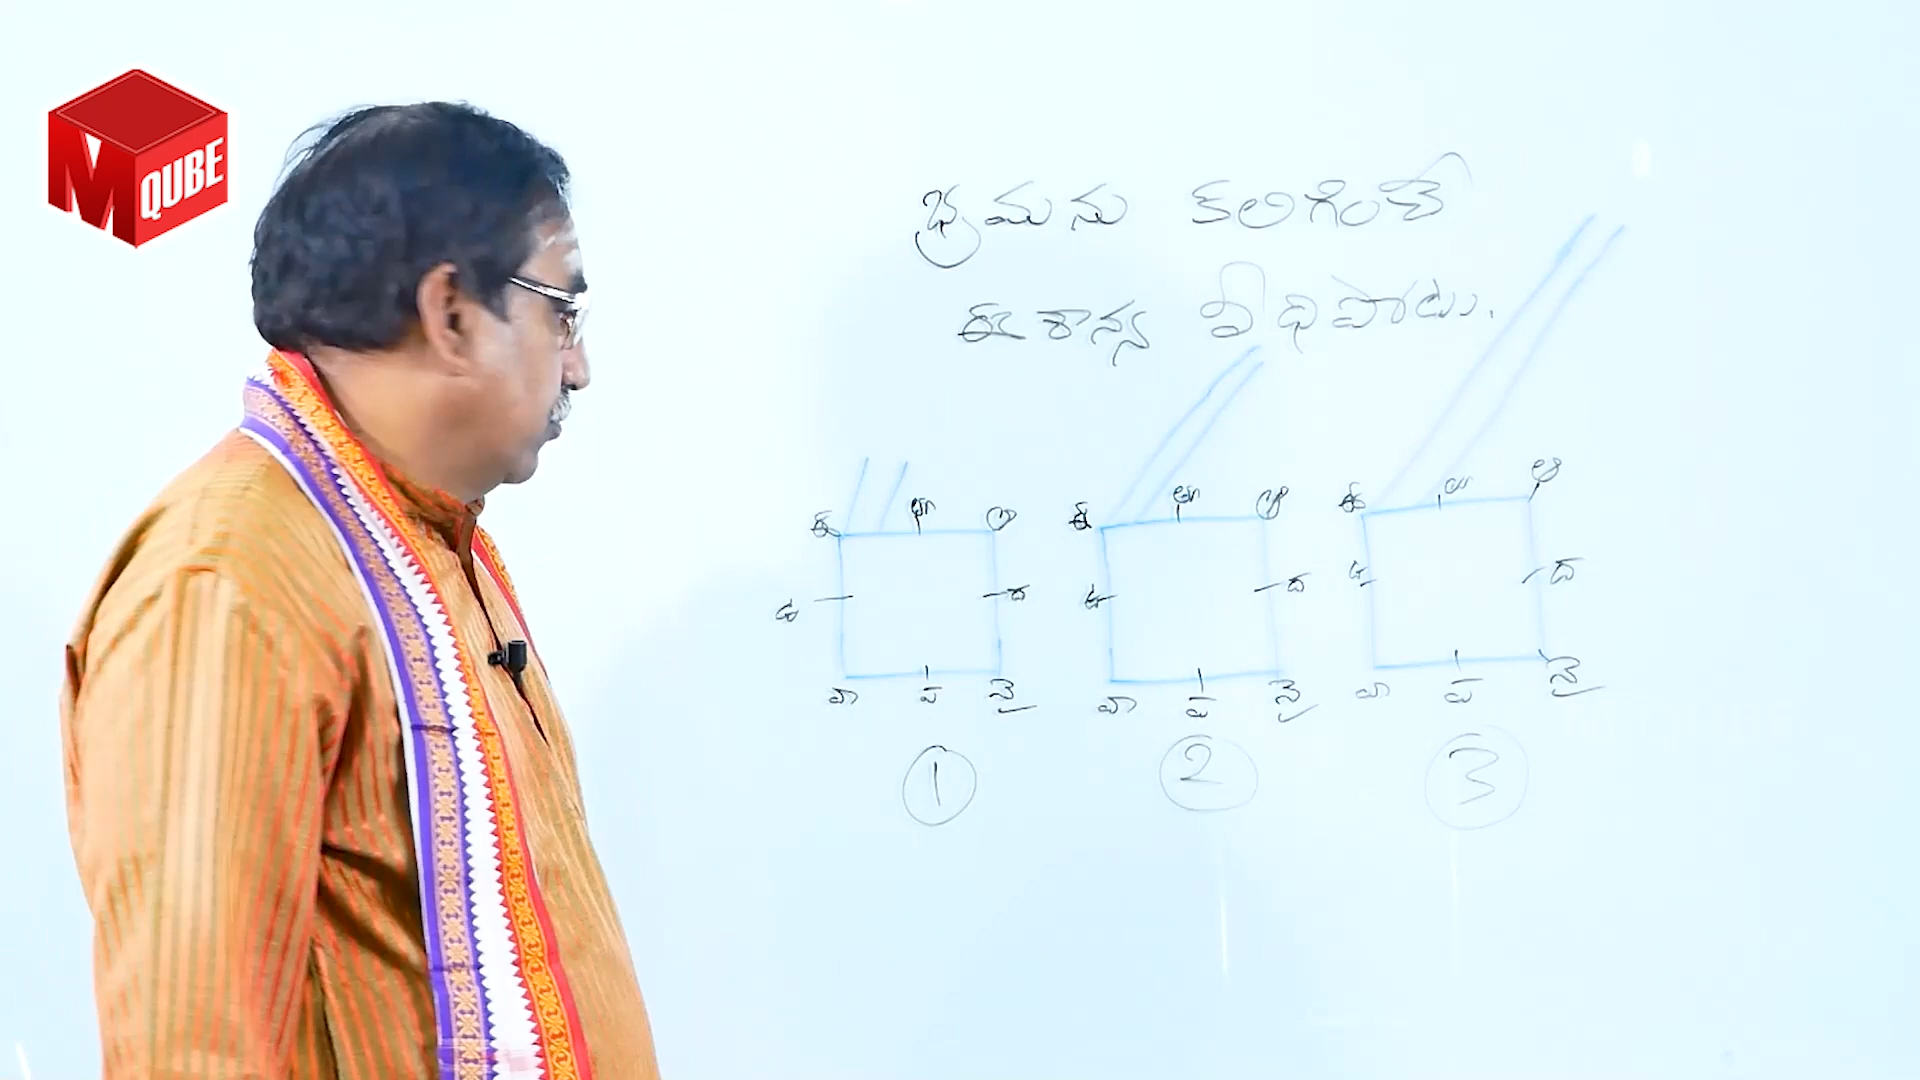 MQUBE
భ్రమను కలిగించే
ఈశాన్య వీధిపోటు.
ఈ తూ ఆ
ఉ ద
వా ప నై
1
ఈ తూ ఆ
ఉ ద
వా ప నై
2
ఈ తూ ఆ
ఉ ద
వా ప నై
3